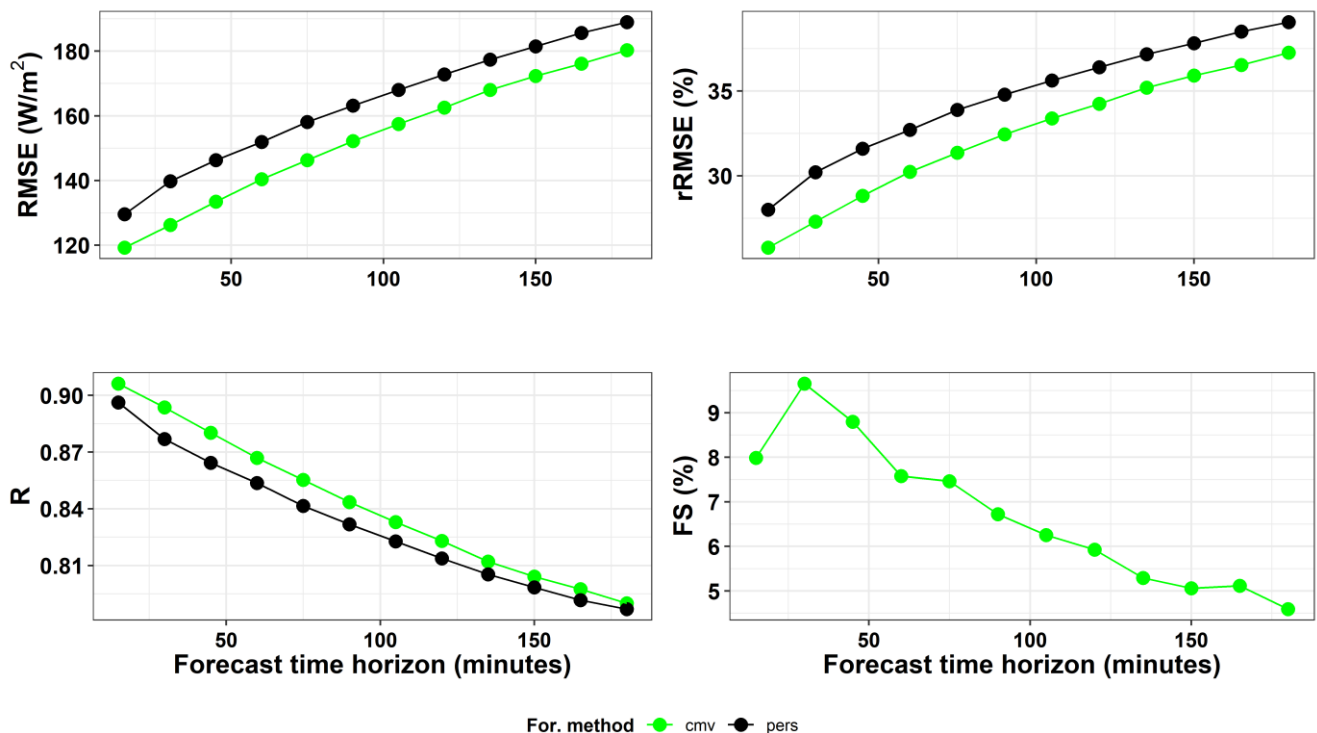 RMSE (W/m²)
180
160
140
120
50 100 150
rRMSE (%)
35
30
50 100 150
R
0.90
0.87
0.84
0.81
50 100 150
Forecast time horizon (minutes)
FS (%)
9
8
7
6
5
50 100 150
Forecast time horizon (minutes)
For. method cmv pers